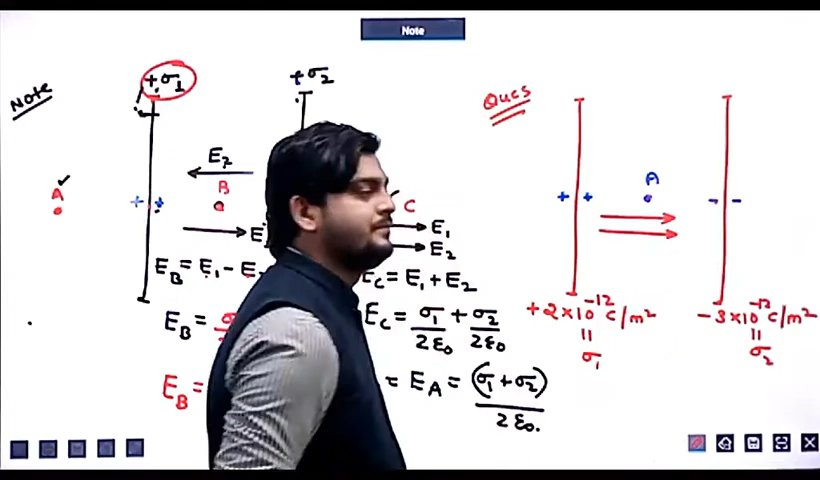 Note
Note
+σ1
+σ2
E2
A
B
C
E1
E2
EB = E1 -
EC = E1 + E2
EB =
EC = σ1/2ε0 + σ2/2ε0
EB =
= EA = (σ1 + σ2)/2ε0.
Ques
+ +
A
- -
+2×10^-12 C/m²
=
σ1
-3×10^-12 C/m²
=
σ2